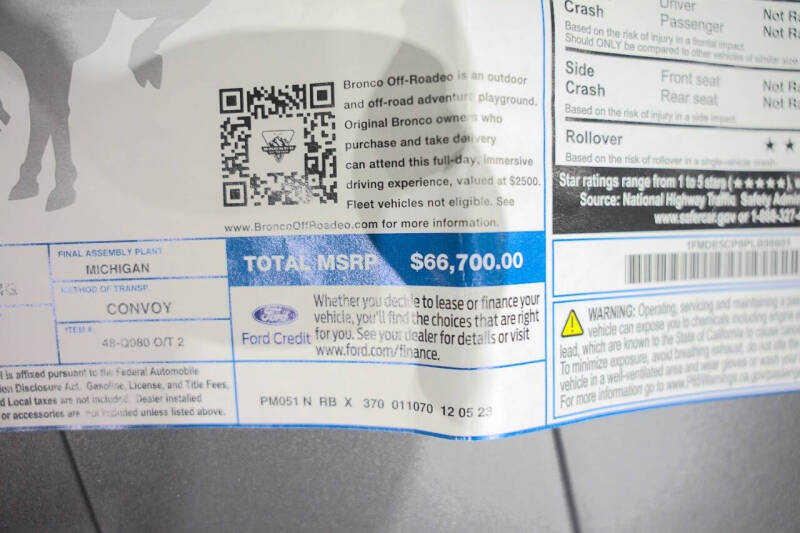 Bronco Off-Roadeo is an outdoor
and off-road adventure playground.
Original Bronco owners who
purchase and take delivery
can attend this full-day, immersive
driving experience, valued at $2500.
Fleet vehicles not eligible. See
www.BroncoOffRoadeo.com for more information.
BRONCO
FINAL ASSEMBLY PLANT
MICHIGAN
METHOD OF TRANSP.
CONVOY
ITEM #:
48-Q080 O/T 2
TOTAL MSRP $66,700.00
Ford
Ford Credit
Whether you decide to lease or finance your
vehicle, you'll find the choices that are right
for you. See your dealer for details or visit
www.ford.com/finance.
is affixed pursuant to the Federal Automobile
Disclosure Act. Gasoline, License, and Title Fees,
Local taxes are not included. Dealer installed
or accessories are not included unless listed above.
PM051 N RB X 370 011070 12 05 23
Crash Driver Not
Passenger Not
Based on the risk of injury in a frontal impact.
Should ONLY be compared to other vehicles of similar size
Side
Crash
Front seat Not
Rear seat Not
Based on the risk of injury in a side impact.
Rollover ★ ★
Based on the risk of rollover in a single-vehicle crash.
Star ratings range from 1 to 5 stars (★★★★★),
Source: National Highway Traffic Safety
www.safercar.gov or 1-888-327-
WARNING: Operating, servicing and maintaining a
vehicle can expose you to chemicals including
lead, which are known to the State of California to
To minimize exposure, avoid breathing
vehicle in a well-ventilated area and wear gloves or wash your
For more information go to